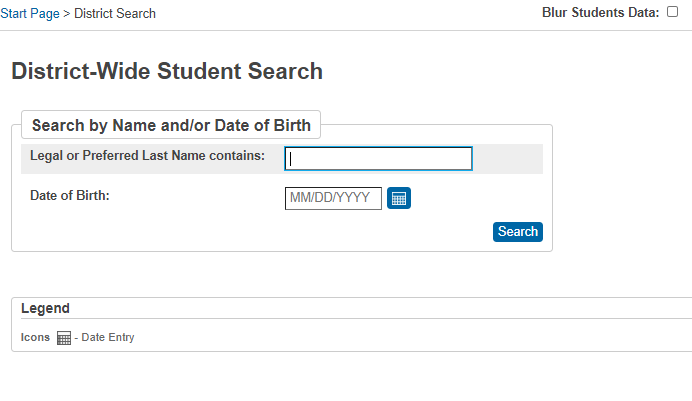 Start Page > District Search
Blur Students Data:
District-Wide Student Search
Search by Name and/or Date of Birth
Legal or Preferred Last Name contains:
Date of Birth:
MM/DD/YYYY
Search
Legend
Icons - Date Entry